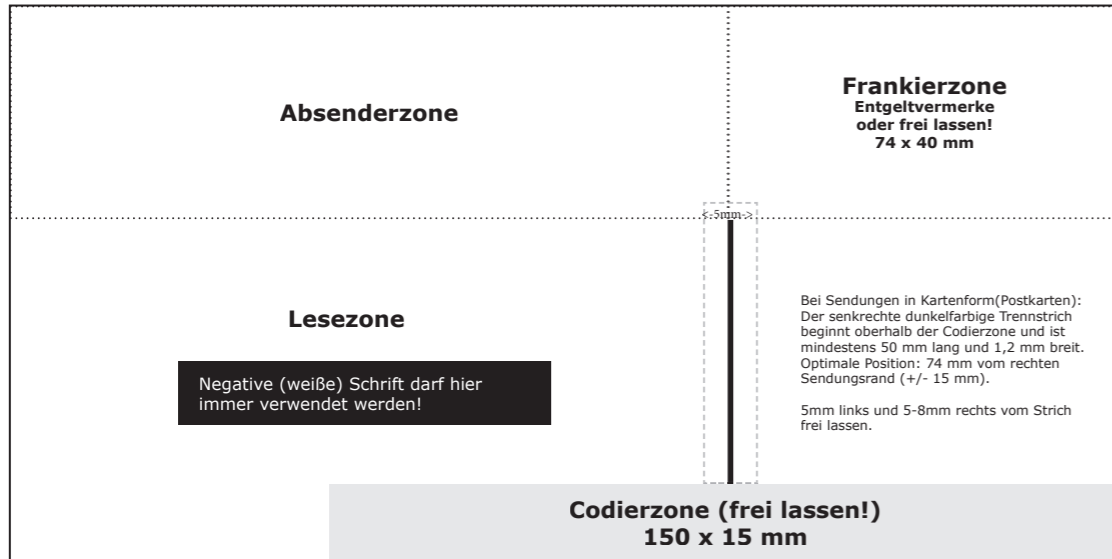 Absenderzone
Frankierzone
Entgeltvermerke
oder frei lassen!
74 x 40 mm
<-5mm->
Lesezone
Negative (weiße) Schrift darf hier
immer verwendet werden!
Bei Sendungen in Kartenform(Postkarten):
Der senkrechte dunkelfarbige Trennstrich
beginnt oberhalb der Codierzone und ist
mindestens 50 mm lang und 1,2 mm breit.
Optimale Position: 74 mm vom rechten
Sendungsrand (+/- 15 mm).
5mm links und 5-8mm rechts vom Strich
frei lassen.
Codierzone (frei lassen!)
150 x 15 mm